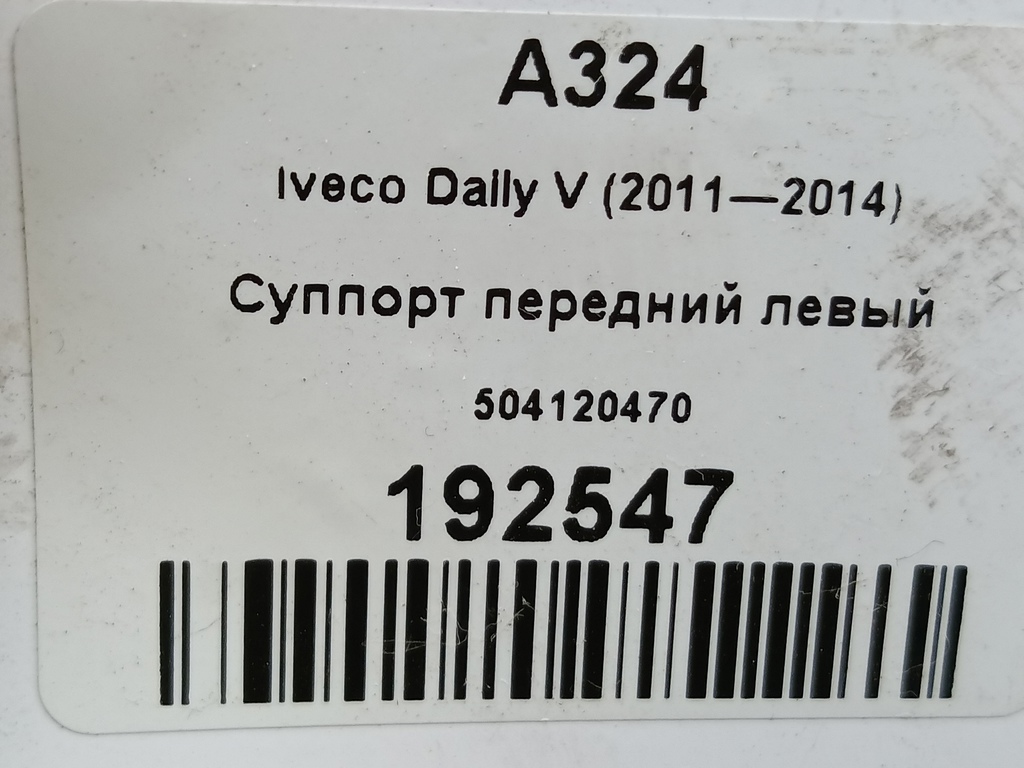 A324
Iveco Daily V (2011—2014)
Суппорт передний левый
504120470
192547